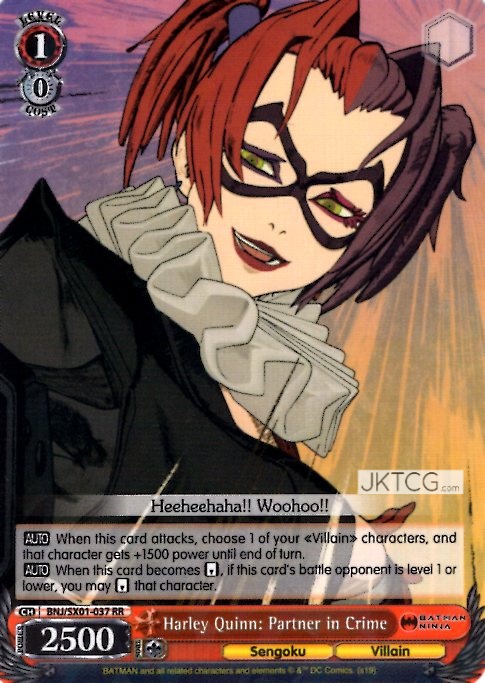 LEVEL
1
0
COST
JKTCG.com
Heeheehaha!! Woohoo!!
AUTO When this card attacks, choose 1 of your «Villain» characters, and
that character gets +1500 power until end of turn.
AUTO When this card becomes , if this card's battle opponent is level 1 or
lower, you may that character.
CH BNJ/SX01-037 RR
POWER 2500 SOUL
Harley Quinn: Partner in Crime
BATMAN
NINJA
Sengoku Villain
BATMAN and all related characters and elements © &™ DC Comics. (s19)